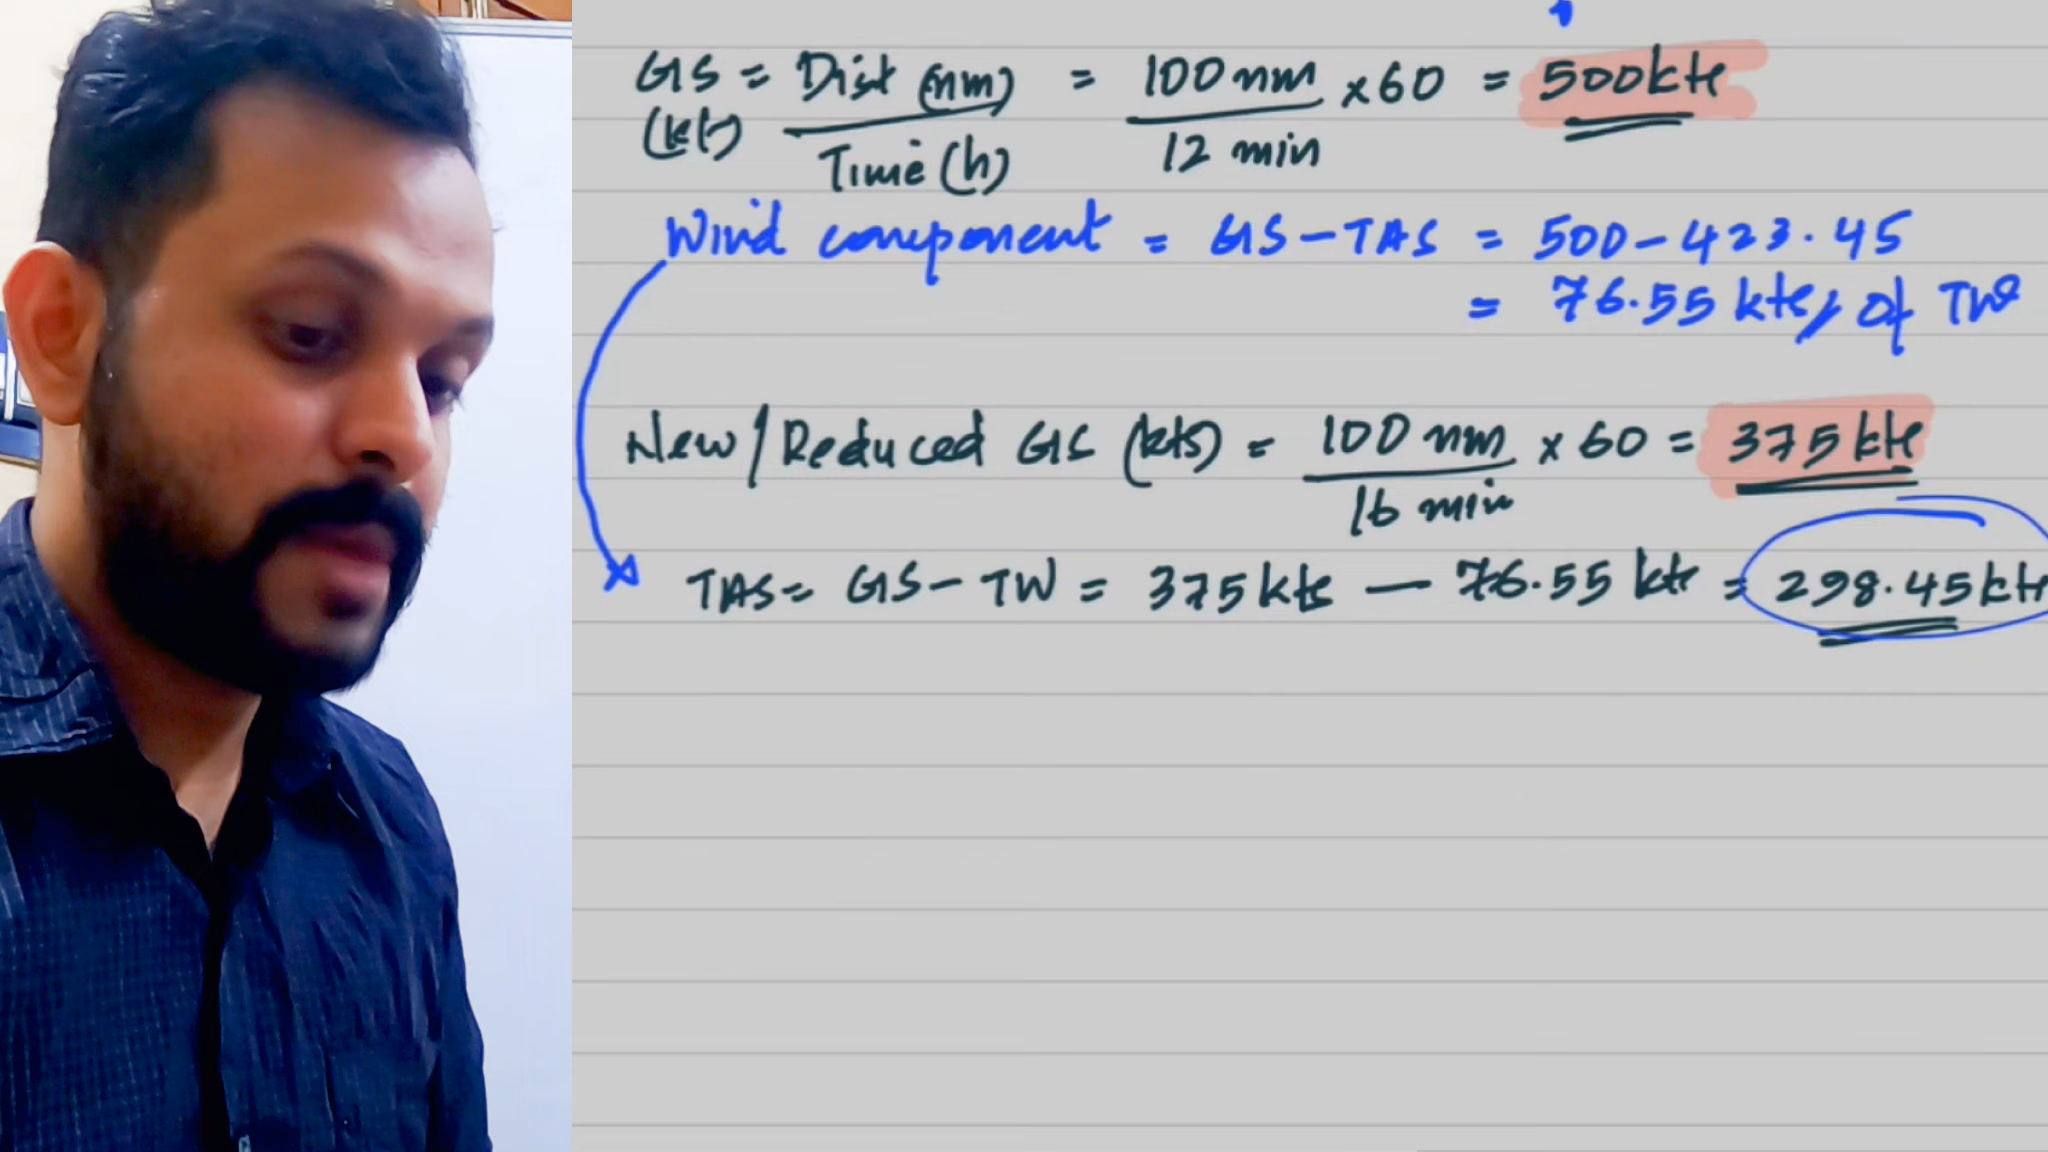 GS = Dist (nm) = 100 nm x 60 = 500 kts
(kt) Time (h) 12 min
Wind component = GS - TAS = 500 - 423.45
= 76.55 kts, of TW
New / Reduced GS (kts) = 100 nm x 60 = 375 kts
16 min
TAS = GS - TW = 375 kts - 76.55 kts = 298.45 kts